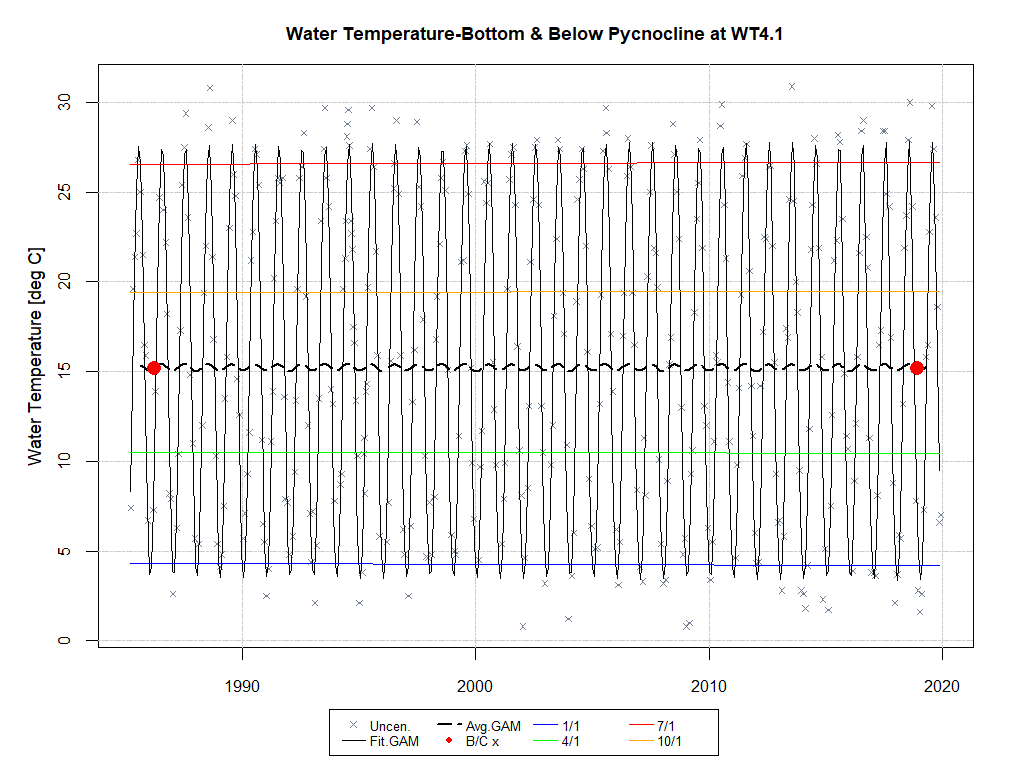 Water Temperature-Bottom & Below Pycnocline at WT4.1
Water Temperature [deg C]
30
25
20
15
10
5
0
1990 2000 2010 2020
Uncen. Avg.GAM 1/1 7/1
Fit.GAM B/C x 4/1 10/1